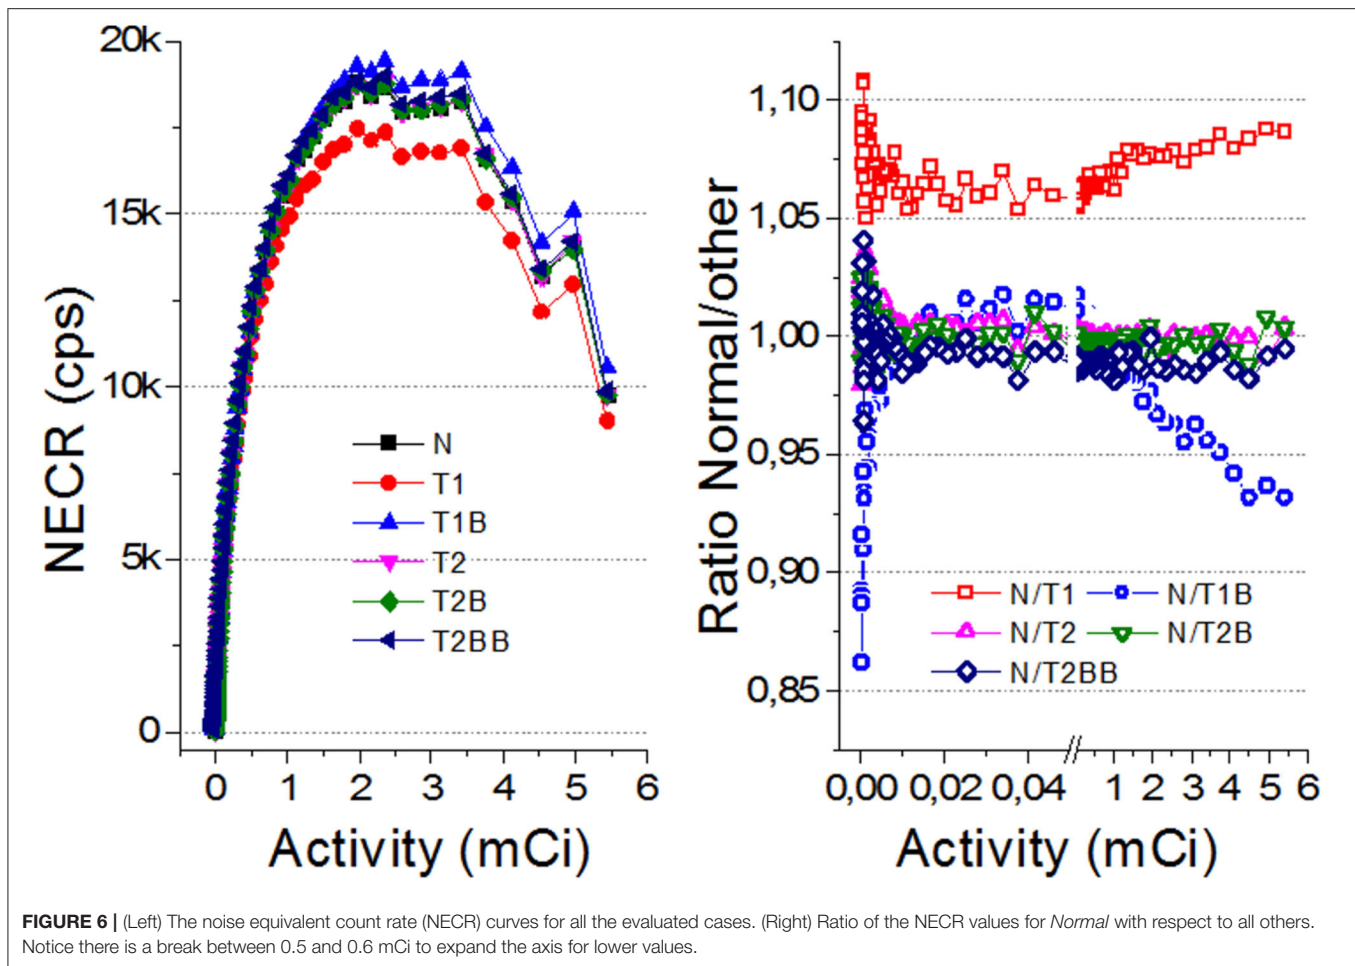 20k
15k
10k
5k
0
NECR (cps)
N
T1
T1B
T2
T2B
T2BB
0 1 2 3 4 5 6
Activity (mCi)
1,10
1,05
1,00
0,95
0,90
0,85
Ratio Normal/other
N/T1 N/T1B
N/T2 N/T2B
N/T2BB
0,00 0,02 0,04 1 2 3 4 5 6
Activity (mCi)
FIGURE 6 | (Left) The noise equivalent count rate (NECR) curves for all the evaluated cases. (Right) Ratio of the NECR values for Normal with respect to all others.
Notice there is a break between 0.5 and 0.6 mCi to expand the axis for lower values.